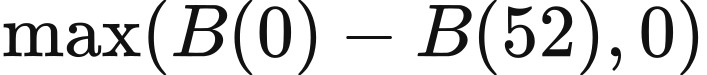 max(B(0) − B(52), 0)